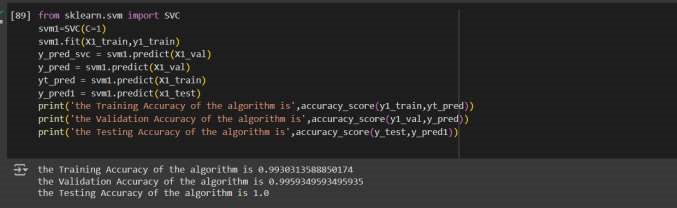 [89] from sklearn.svm import SVC
svm1=SVC(C=1)
svm1.fit(X1_train,y1_train)
y_pred_svc = svm1.predict(X1_val)
y_pred = svm1.predict(X1_val)
yt_pred = svm1.predict(X1_train)
y_pred1 = svm1.predict(x1_test)
print('the Training Accuracy of the algorithm is',accuracy_score(y1_train,yt_pred))
print('the Validation Accuracy of the algorithm is',accuracy_score(y1_val,y_pred))
print('the Testing Accuracy of the algorithm is',accuracy_score(y_test,y_pred1))
the Training Accuracy of the algorithm is 0.9930313588850174
the Validation Accuracy of the algorithm is 0.9959349593495935
the Testing Accuracy of the algorithm is 1.0